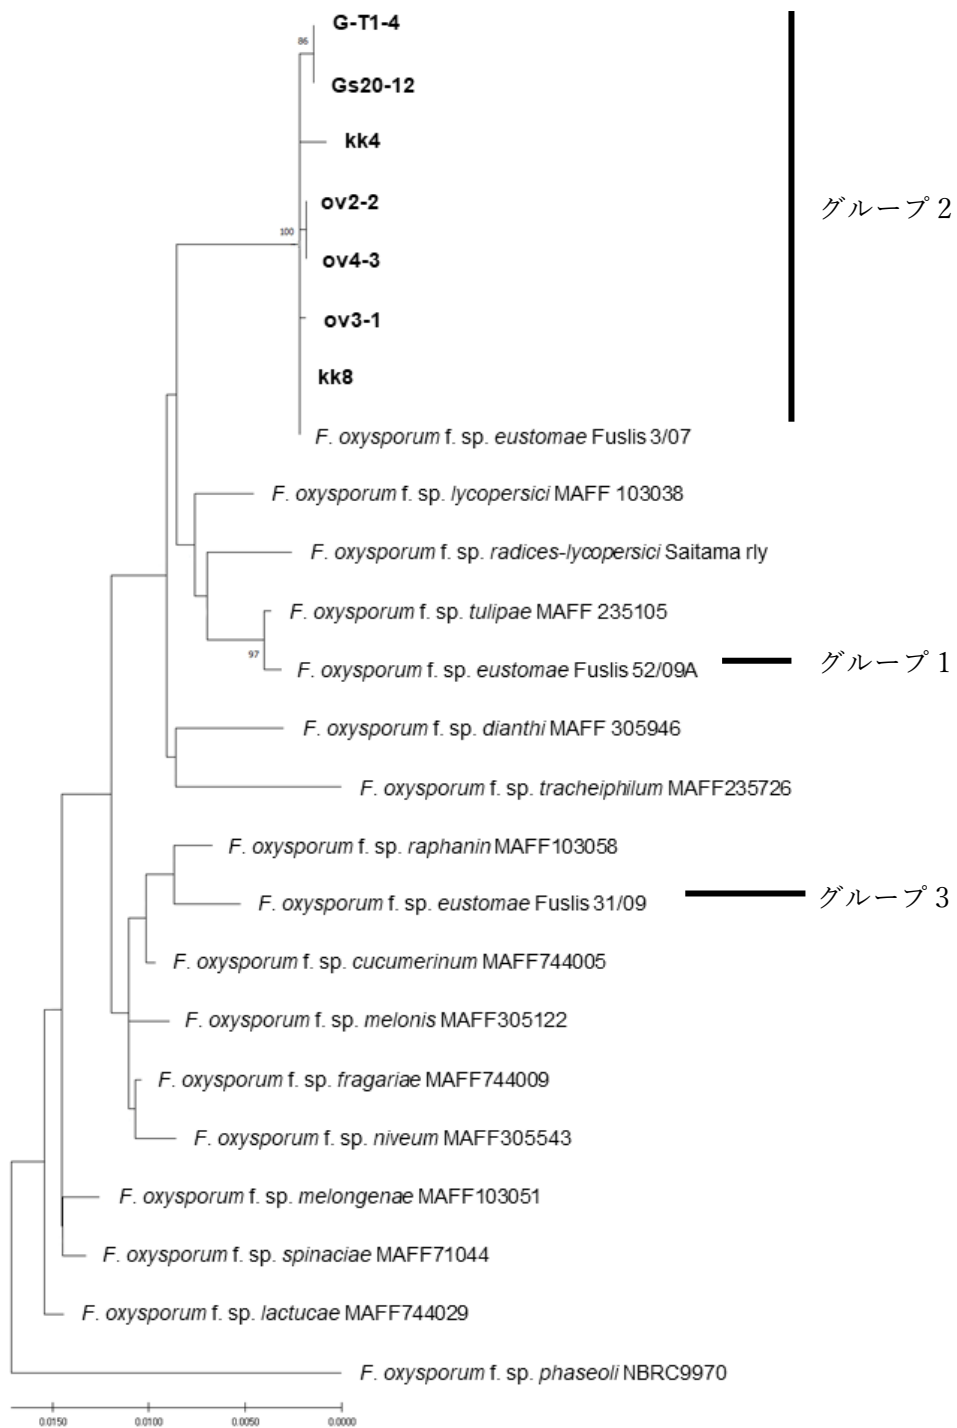 G-T1-4
86
Gs20-12
kk4
ov2-2
グループ 2
100
ov4-3
ov3-1
kk8
F. oxysporum f. sp. eustomae Fuslis 3/07
F. oxysporum f. sp. lycopersici MAFF 103038
F. oxysporum f. sp. radices-lycopersici Saitama rly
F. oxysporum f. sp. tulipae MAFF 235105
97
F. oxysporum f. sp. eustomae Fuslis 52/09A
グループ 1
F. oxysporum f. sp. dianthi MAFF 305946
F. oxysporum f. sp. tracheiphilum MAFF235726
F. oxysporum f. sp. raphanin MAFF103058
F. oxysporum f. sp. eustomae Fuslis 31/09
グループ 3
F. oxysporum f. sp. cucumerinum MAFF744005
F. oxysporum f. sp. melonis MAFF305122
F. oxysporum f. sp. fragariae MAFF744009
F. oxysporum f. sp. niveum MAFF305543
F. oxysporum f. sp. melongenae MAFF103051
F. oxysporum f. sp. spinaciae MAFF71044
F. oxysporum f. sp. lactucae MAFF744029
F. oxysporum f. sp. phaseoli NBRC9970
0.0150 0.0100 0.0050 0.0000